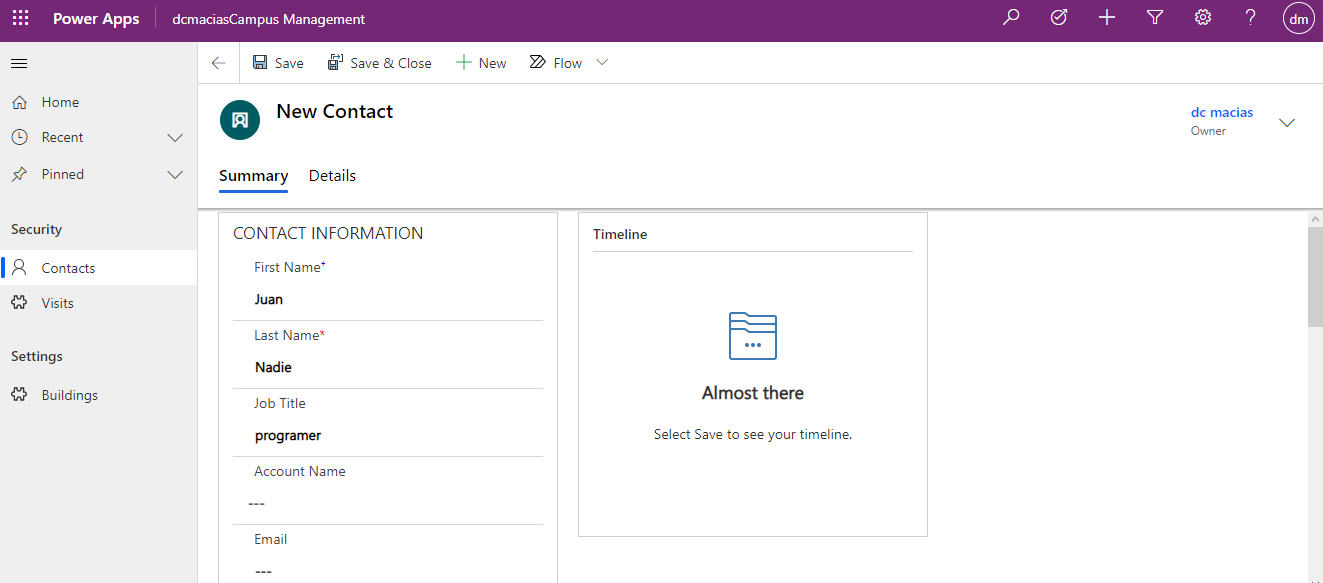 Power Apps dcmaciasCampus Management ? dm
Save Save & Close New Flow
Home
Recent
Pinned
Security
Contacts
Visits
Settings
Buildings
New Contact
dc macias
Owner
Summary Details
CONTACT INFORMATION
First Name+
Juan
Last Name*
Nadie
Job Title
programer
Account Name
---
Email
---
Timeline
Almost there
Select Save to see your timeline.